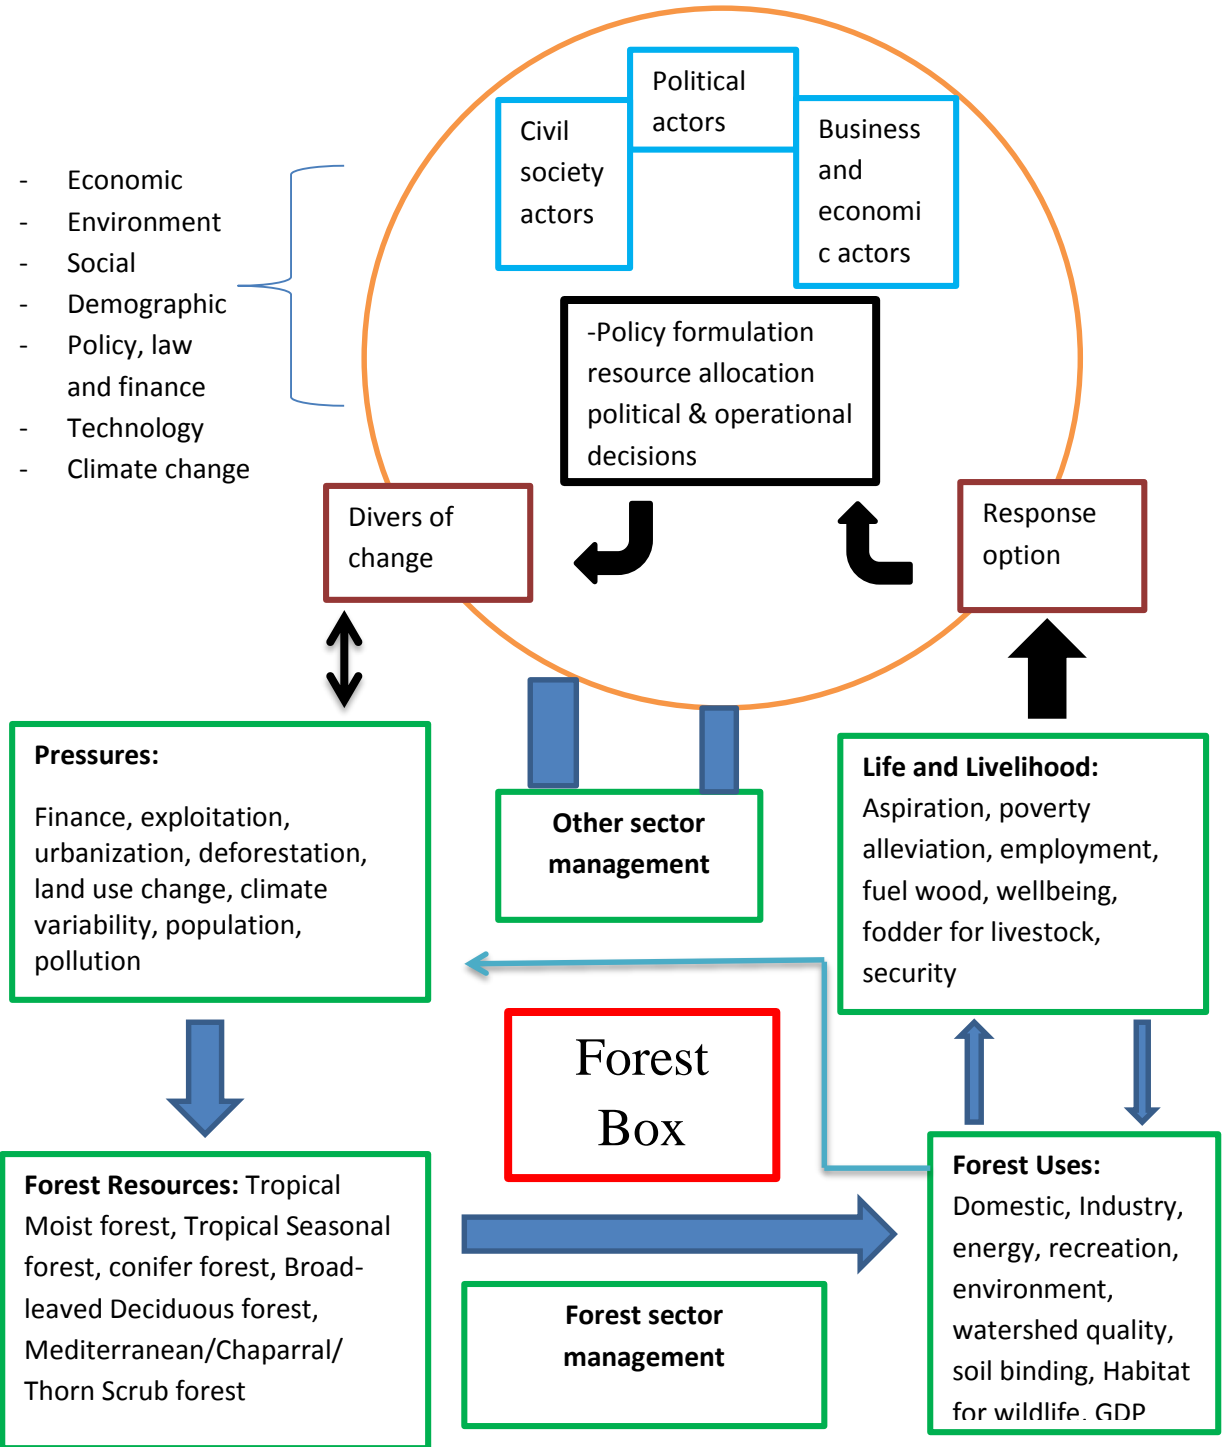 Political
actors
Civil
society
actors
Business
and
economi
c actors
- Economic
- Environment
- Social
- Demographic
- Policy, law
and finance
- Technology
- Climate change
-Policy formulation
resource allocation
political & operational
decisions
Divers of
change
Response
option
Pressures:
Finance, exploitation,
urbanization, deforestation,
land use change, climate
variability, population,
pollution
Other sector
management
Life and Livelihood:
Aspiration, poverty
alleviation, employment,
fuel wood, wellbeing,
fodder for livestock,
security
Forest
Box
Forest Resources: Tropical
Moist forest, Tropical Seasonal
forest, conifer forest, Broad-
leaved Deciduous forest,
Mediterranean/Chaparral/
Thorn Scrub forest
Forest sector
management
Forest Uses:
Domestic, Industry,
energy, recreation,
environment,
watershed quality,
soil binding, Habitat
for wildlife, GDP